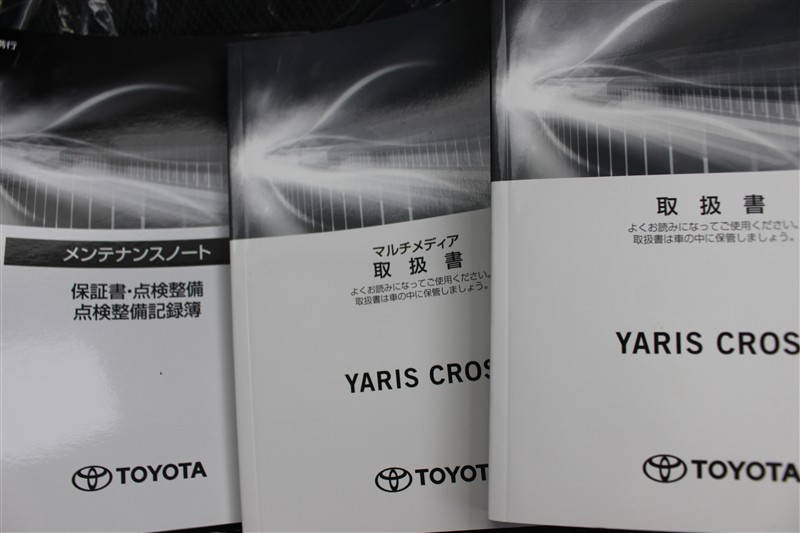 メンテナンスノート
保証書・点検整備
点検整備記録簿
TOYOTA
マルチメディア
取扱書
よくお読みになってご使用ください。
取扱書は車の中に保管しましょう。
YARIS CROS
TOYOT
取扱書
よくお読みになってご使用ください。
取扱書は車の中に保管しましょう。
YARIS CROS
TOYOTA